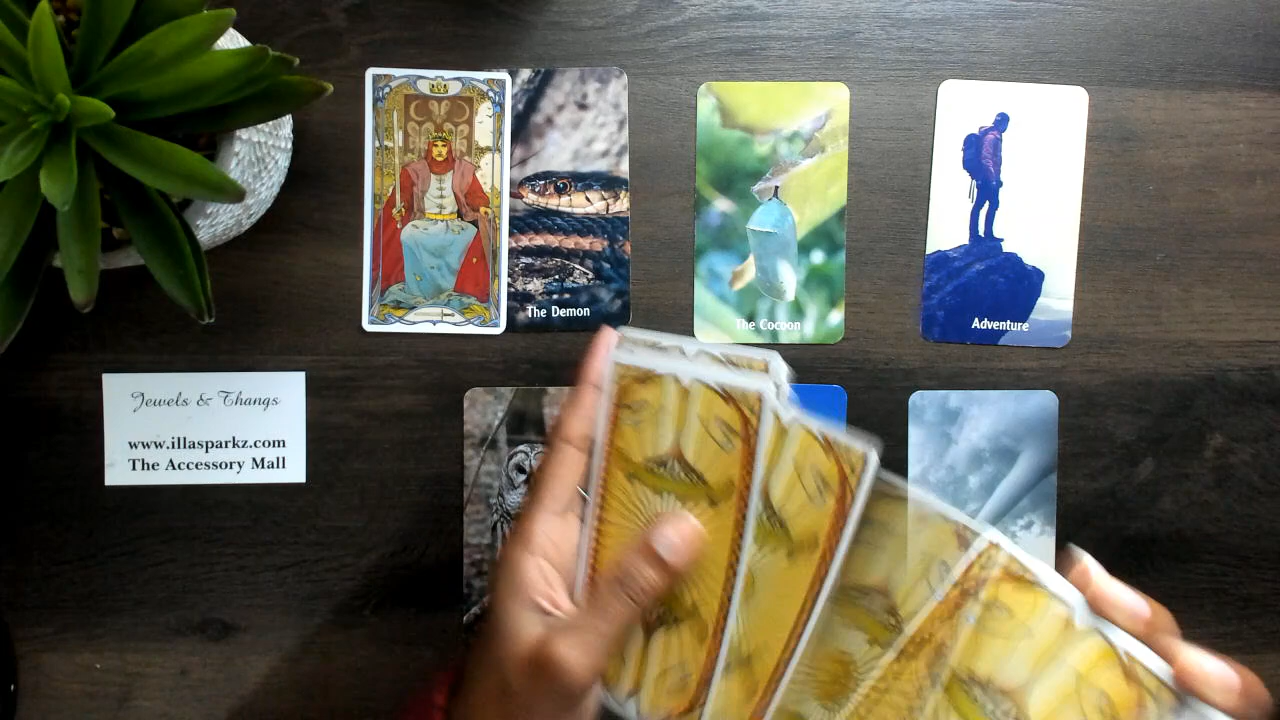 The Demon
The Cocoon
Adventure
Jewels & Thangs
www.illasparkz.com
The Accessory Mall